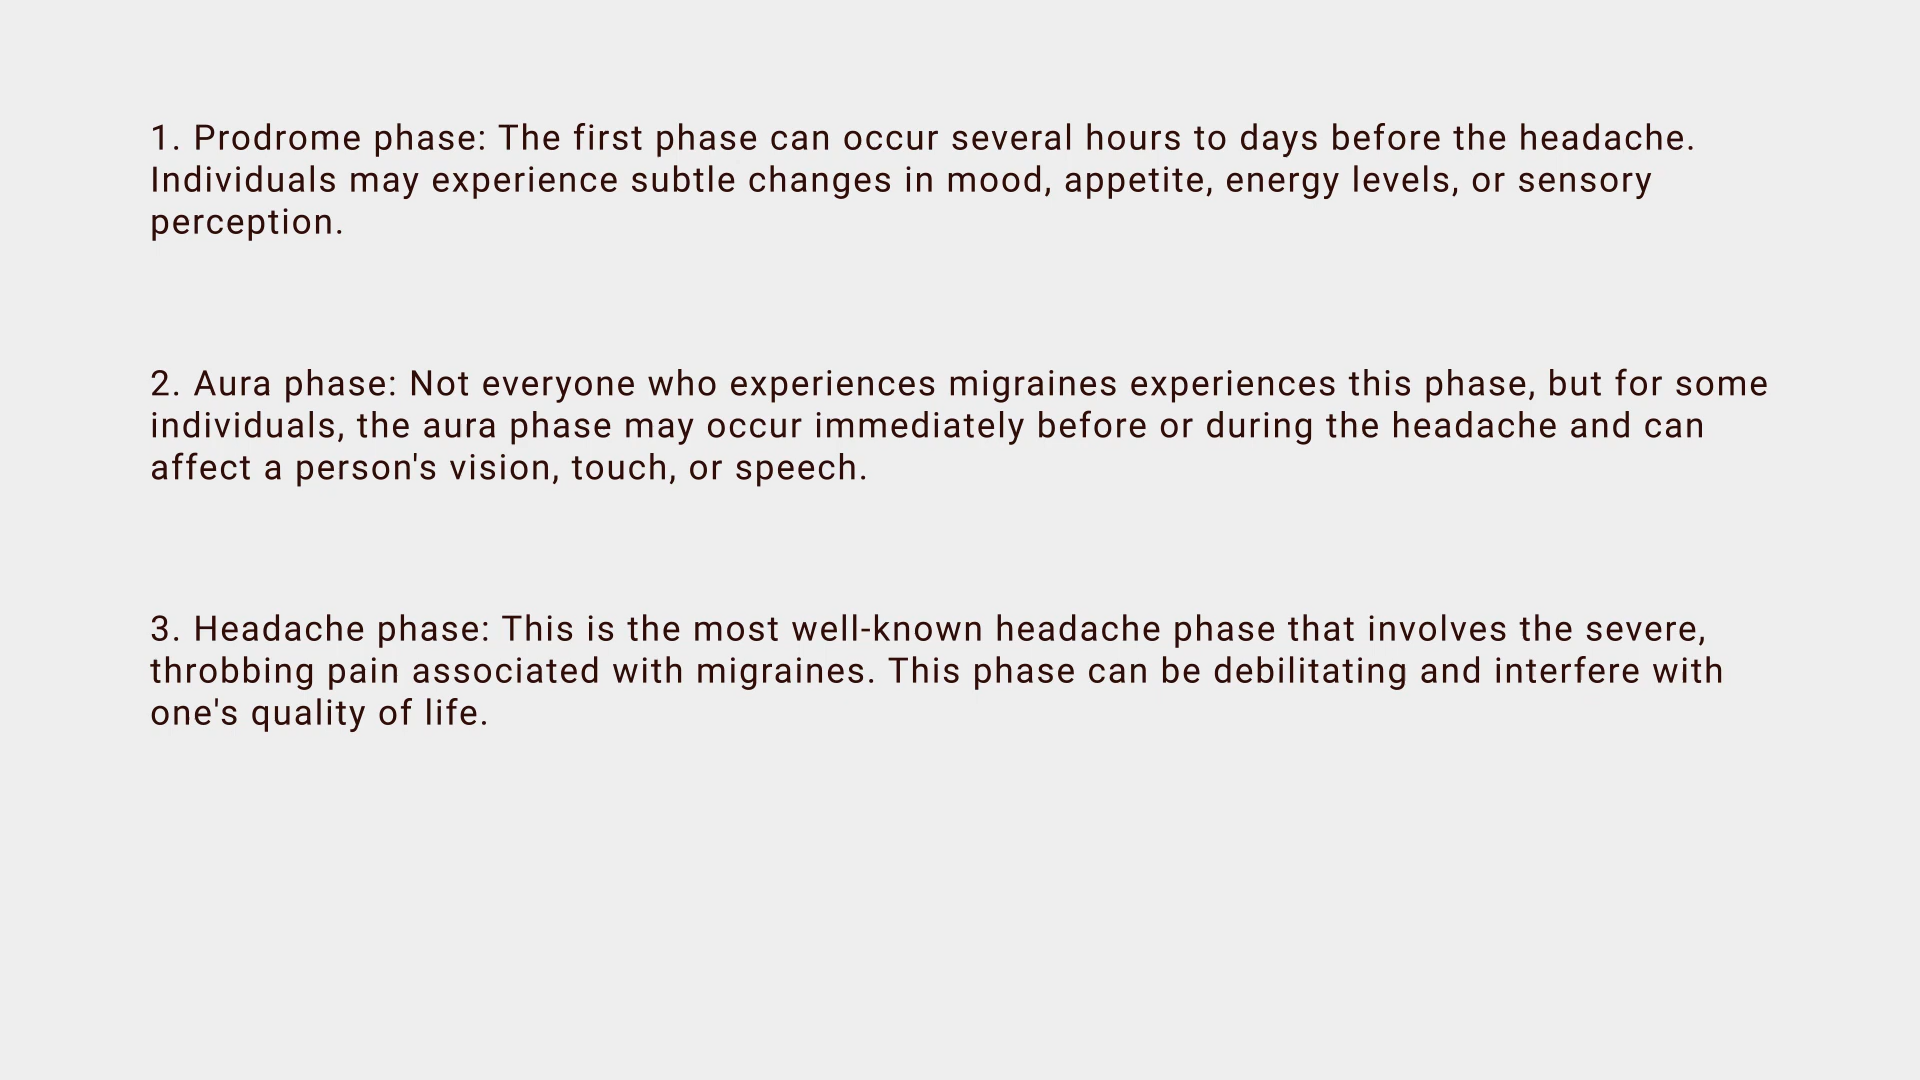 1. Prodrome phase: The first phase can occur several hours to days before the headache.
Individuals may experience subtle changes in mood, appetite, energy levels, or sensory
perception.
2. Aura phase: Not everyone who experiences migraines experiences this phase, but for some
individuals, the aura phase may occur immediately before or during the headache and can
affect a person's vision, touch, or speech.
3. Headache phase: This is the most well-known headache phase that involves the severe,
throbbing pain associated with migraines. This phase can be debilitating and interfere with
one's quality of life.